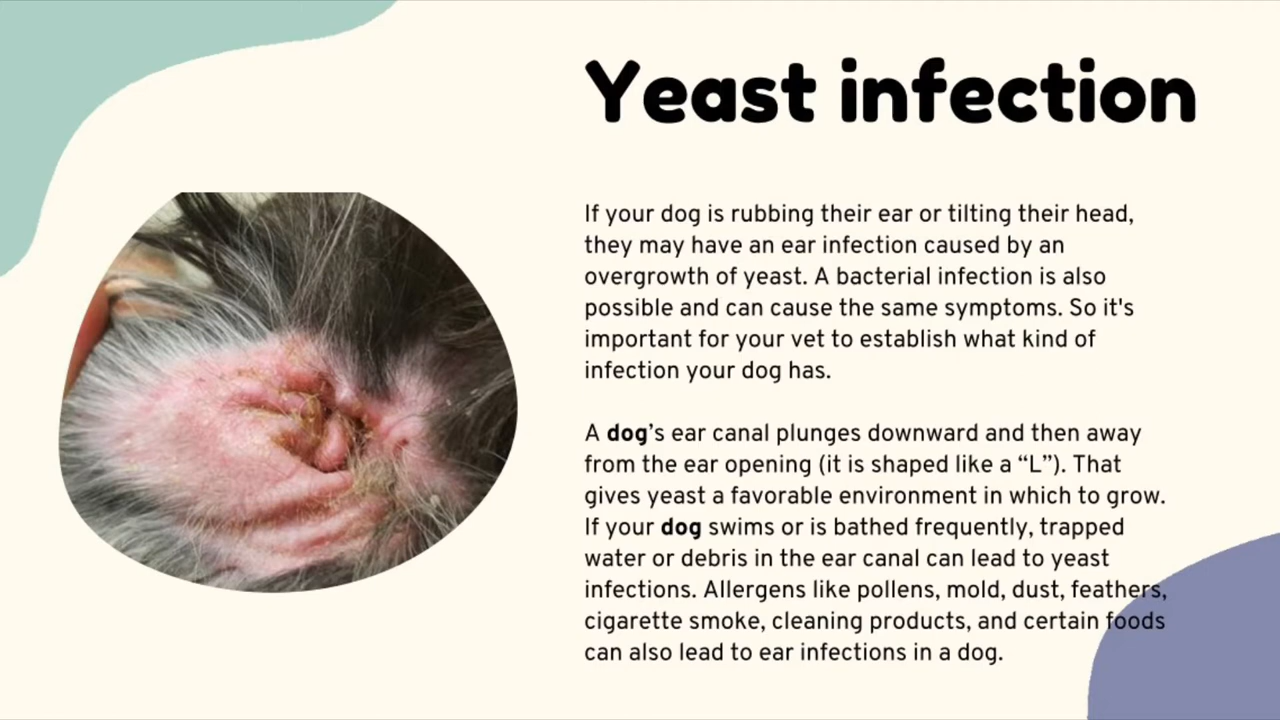 Yeast infection
If your dog is rubbing their ear or tilting their head,
they may have an ear infection caused by an
overgrowth of yeast. A bacterial infection is also
possible and can cause the same symptoms. So it's
important for your vet to establish what kind of
infection your dog has.
A dog’s ear canal plunges downward and then away
from the ear opening (it is shaped like a “L”). That
gives yeast a favorable environment in which to grow.
If your dog swims or is bathed frequently, trapped
water or debris in the ear canal can lead to yeast
infections. Allergens like pollens, mold, dust, feathers,
cigarette smoke, cleaning products, and certain foods
can also lead to ear infections in a dog.